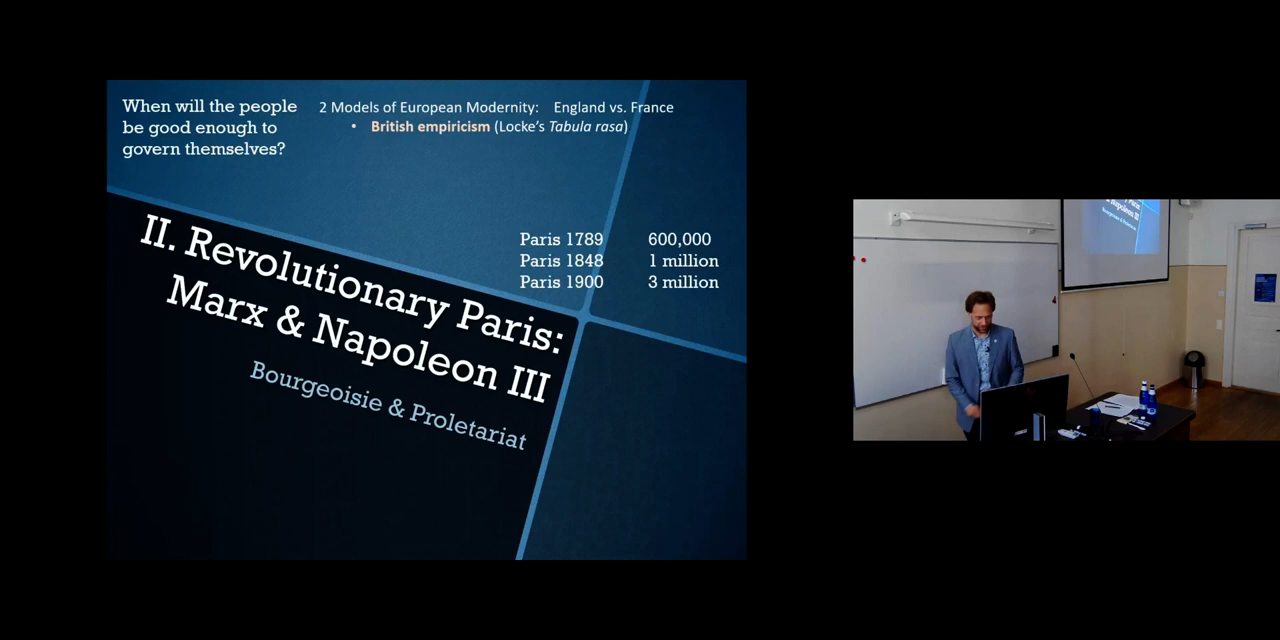 When will the people
be good enough to
govern themselves?
2 Models of European Modernity: England vs. France
• British empiricism (Locke's Tabula rasa)
Paris 1789 600,000
Paris 1848 1 million
Paris 1900 3 million
II. Revolutionary Paris:
Marx & Napoleon III
Bourgeoisie & Proletariat